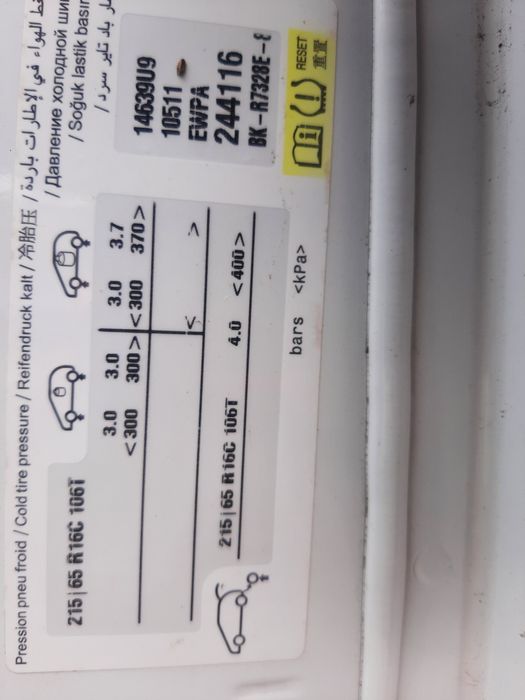 Pression pneu froid / Cold tire pressure / Reifendruck kalt / 冷胎压 / ط الهواء في الإطارات باردة
/ Давление холодной ши
/ Soğuk lastik basın
215|65 R16C 106T
3.0 3.0 3.0 3.7
<300 300> <300 370>
< >
215|65 R16C 106T 4.0 <400>
bars <kPa>
14639U9
10511
EWPA
244116
BK-R7328E-8
RESET
重置